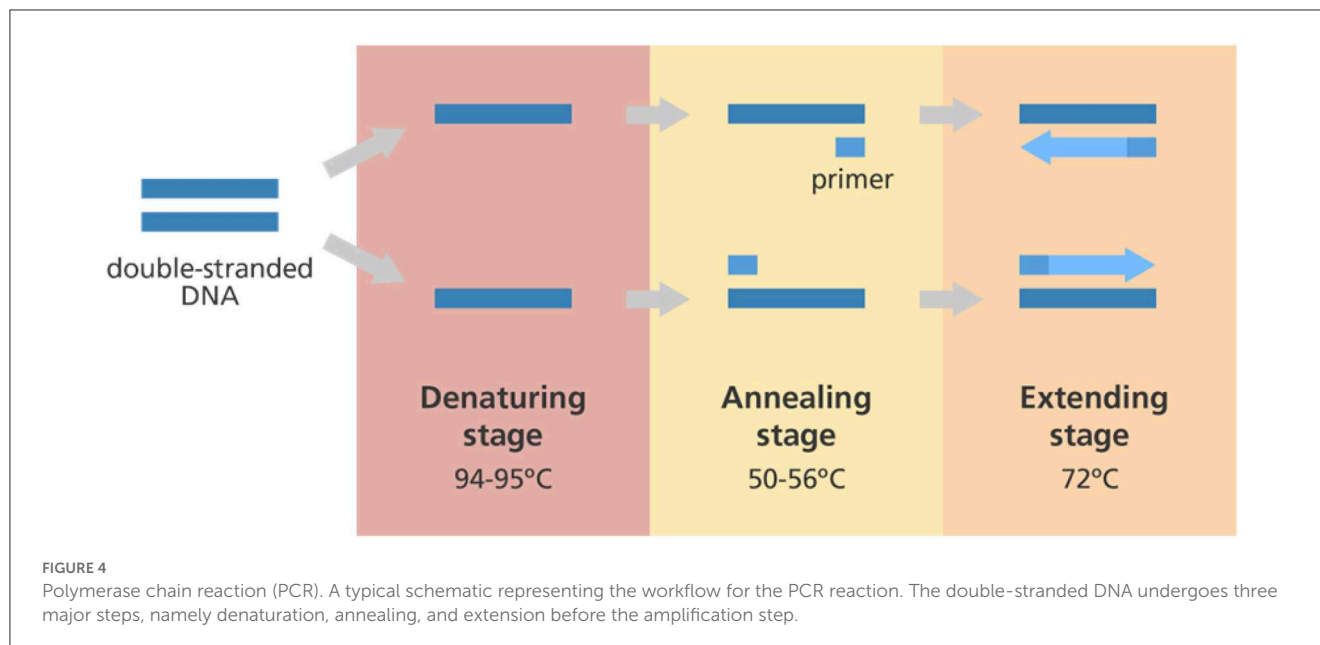 primer
double-stranded
DNA
Denaturing
stage
94-95°C
Annealing
stage
50-56°C
Extending
stage
72°C
FIGURE 4
Polymerase chain reaction (PCR). A typical schematic representing the workflow for the PCR reaction. The double-stranded DNA undergoes three
major steps, namely denaturation, annealing, and extension before the amplification step.